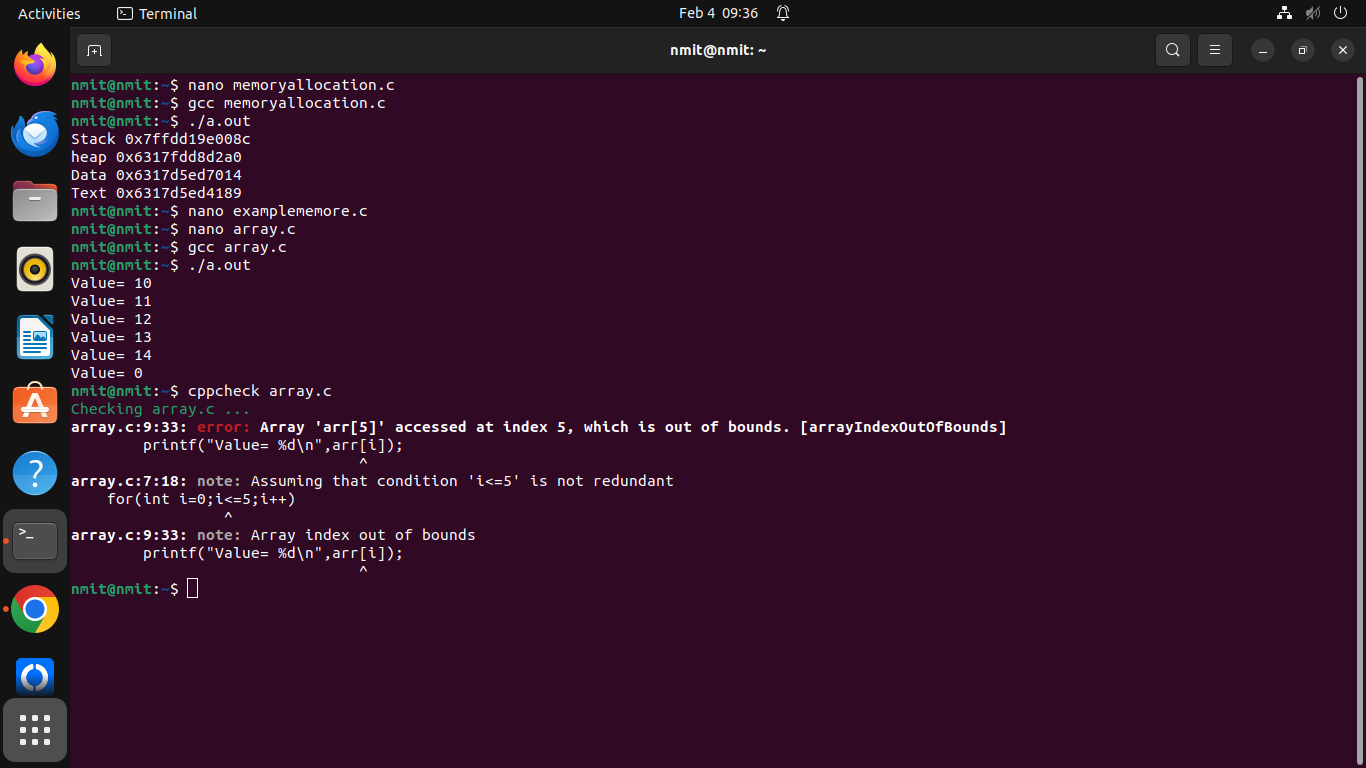 Activities
Terminal
Feb 4 09:36
nmit@nmit: ~
nmit@nmit:~$ nano memoryallocation.c
nmit@nmit:~$ gcc memoryallocation.c
nmit@nmit:~$ ./a.out
Stack 0x7ffdd19e008c
heap 0x6317fdd8d2a0
Data 0x6317d5ed7014
Text 0x6317d5ed4189
nmit@nmit:~$ nano examplememore.c
nmit@nmit:~$ nano array.c
nmit@nmit:~$ gcc array.c
nmit@nmit:~$ ./a.out
Value= 10
Value= 11
Value= 12
Value= 13
Value= 14
Value= 0
nmit@nmit:~$ cppcheck array.c
Checking array.c ...
array.c:9:33: error: Array 'arr[5]' accessed at index 5, which is out of bounds. [arrayIndexOutOfBounds]
        printf("Value= %d\n",arr[i]);
                                ^
array.c:7:18: note: Assuming that condition 'i<=5' is not redundant
    for(int i=0;i<=5;i++)
                 ^
array.c:9:33: note: Array index out of bounds
        printf("Value= %d\n",arr[i]);
                                ^
nmit@nmit:~$